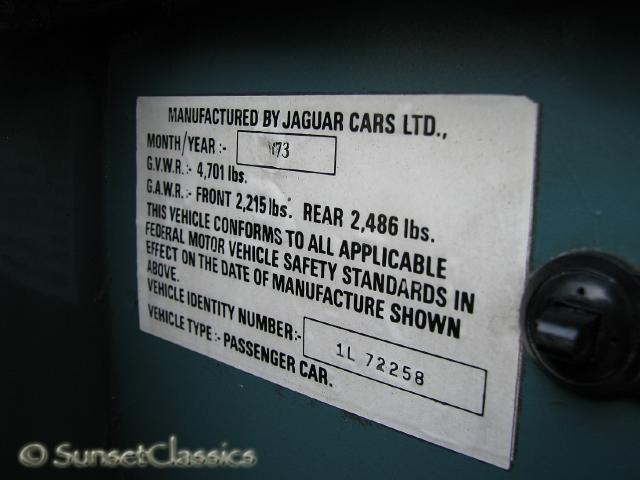 MANUFACTURED BY JAGUAR CARS LTD.,
MONTH/YEAR :- 73
G.V.W.R.:- 4,701 lbs.
G.A.W.R.:- FRONT 2,215 lbs. REAR 2,486 lbs.
THIS VEHICLE CONFORMS TO ALL APPLICABLE
FEDERAL MOTOR VEHICLE SAFETY STANDARDS IN
EFFECT ON THE DATE OF MANUFACTURE SHOWN
ABOVE.
VEHICLE IDENTITY NUMBER:- 1L 72258
VEHICLE TYPE:- PASSENGER CAR.
© SunsetClassics